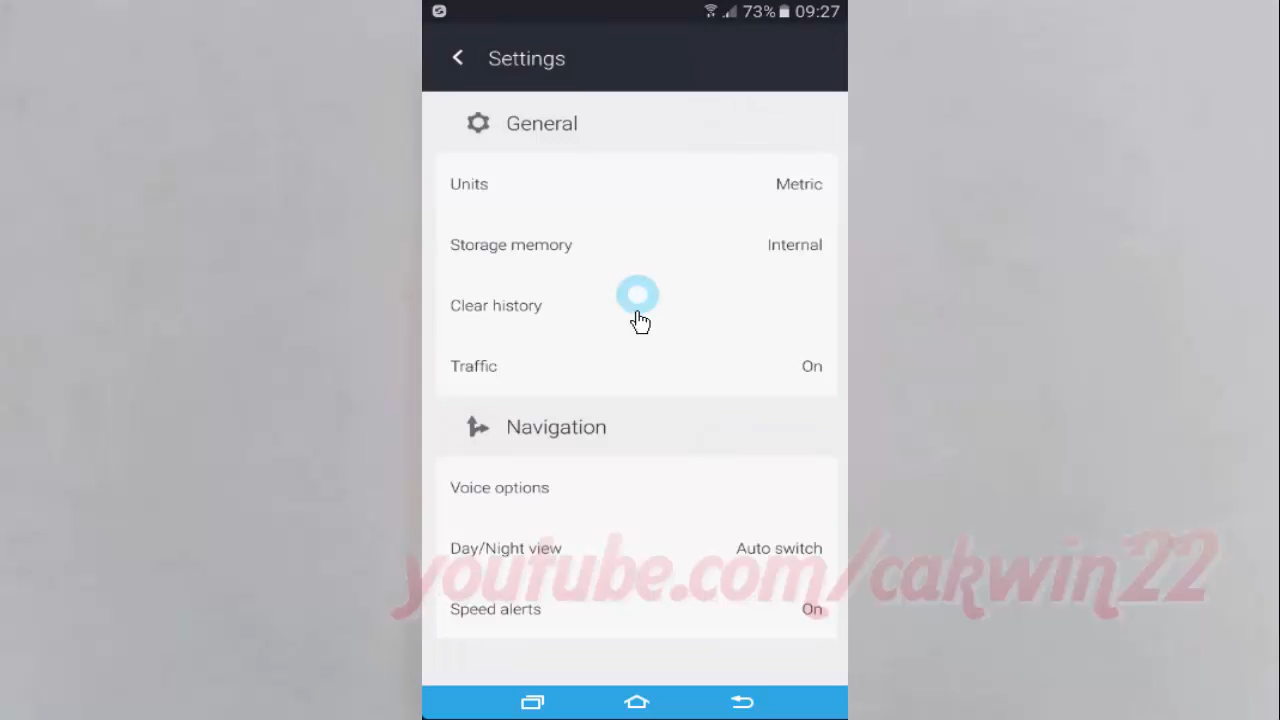 73% 09:27
Settings
General
Units Metric
Storage memory Internal
Clear history
Traffic On
Navigation
Voice options
Day/Night view Auto switch
youtube.com/cakwin22
Speed alerts On